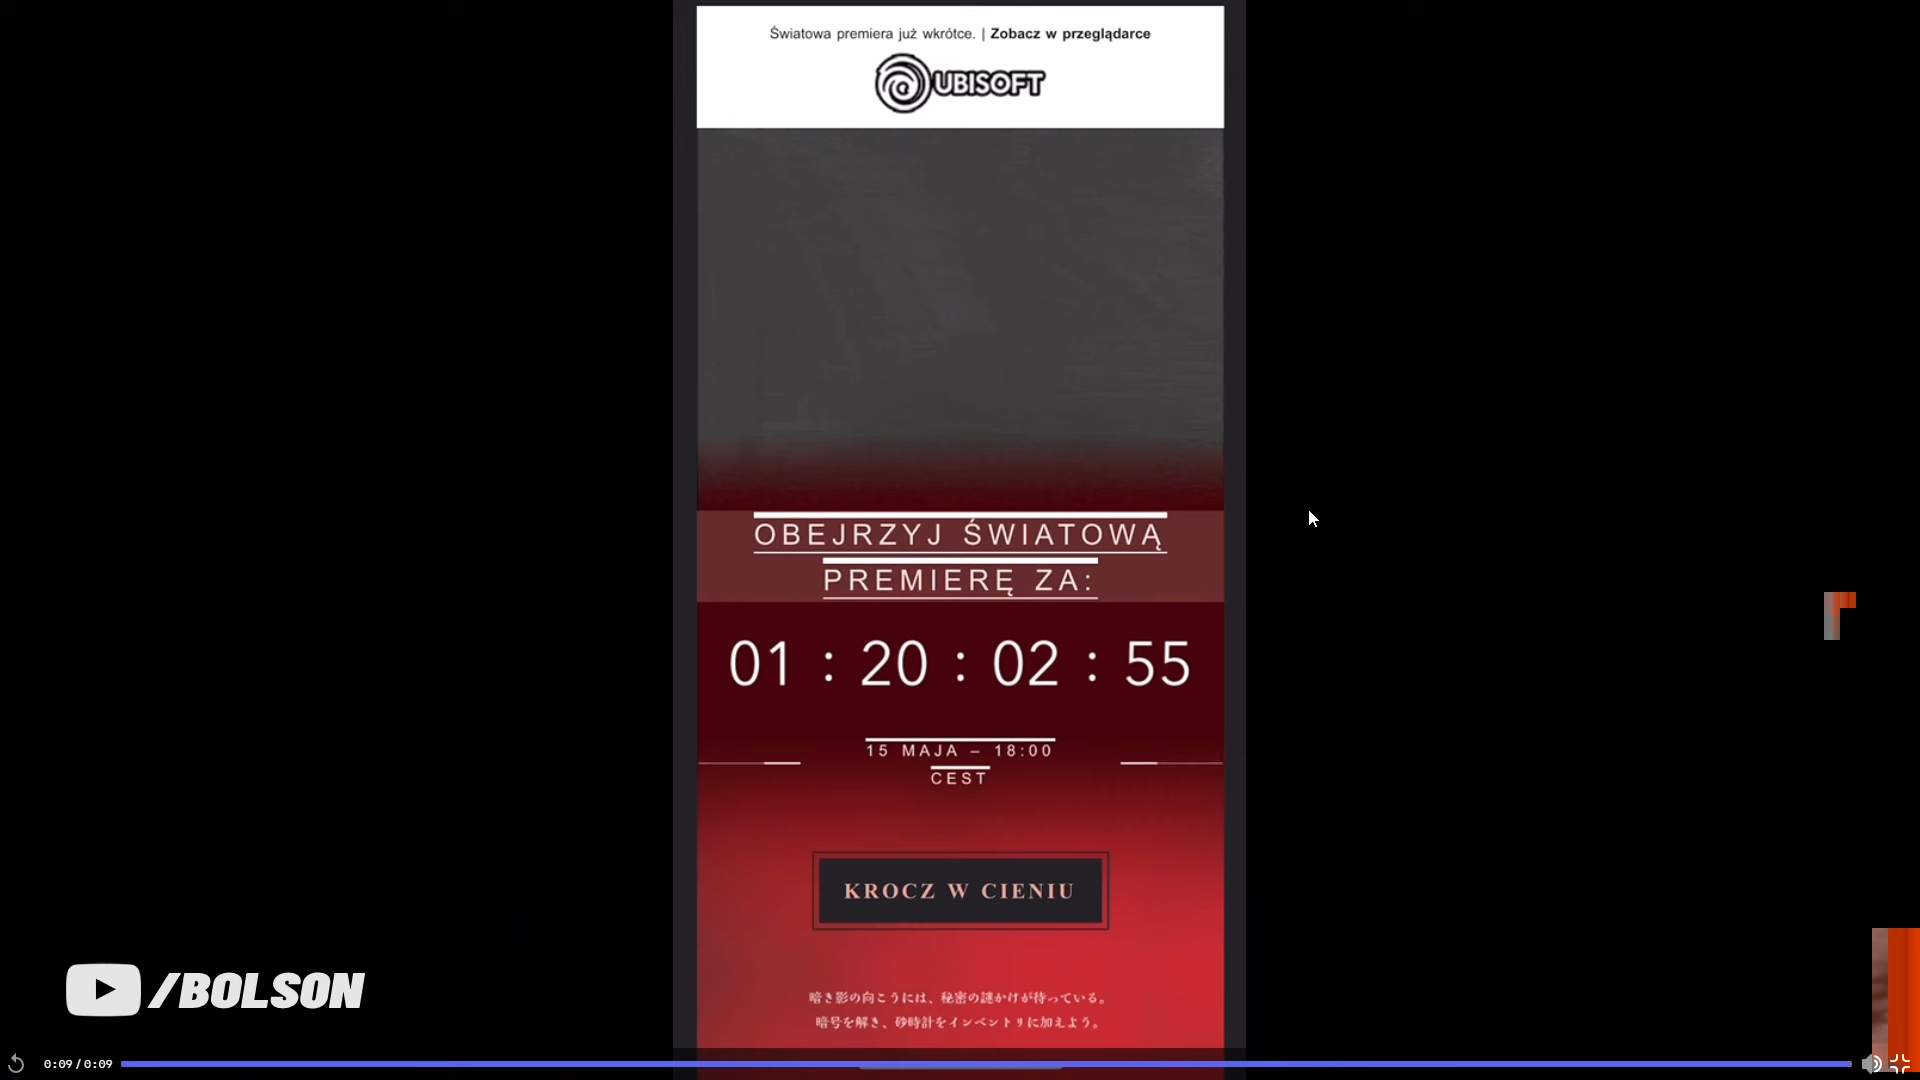 Światowa premiera już wkrótce. | Zobacz w przeglądarce
UBISOFT
OBEJRZYJ ŚWIATOWĄ
PREMIERĘ ZA:
01 : 20 : 02 : 55
15 MAJA – 18:00
CEST
KROCZ W CIENIU
暗き影の向こうには、秘密の謎かけが待っている。
暗号を解き、砂時計をインベントリに加えよう。
/BOLSON
0:09 / 0:09